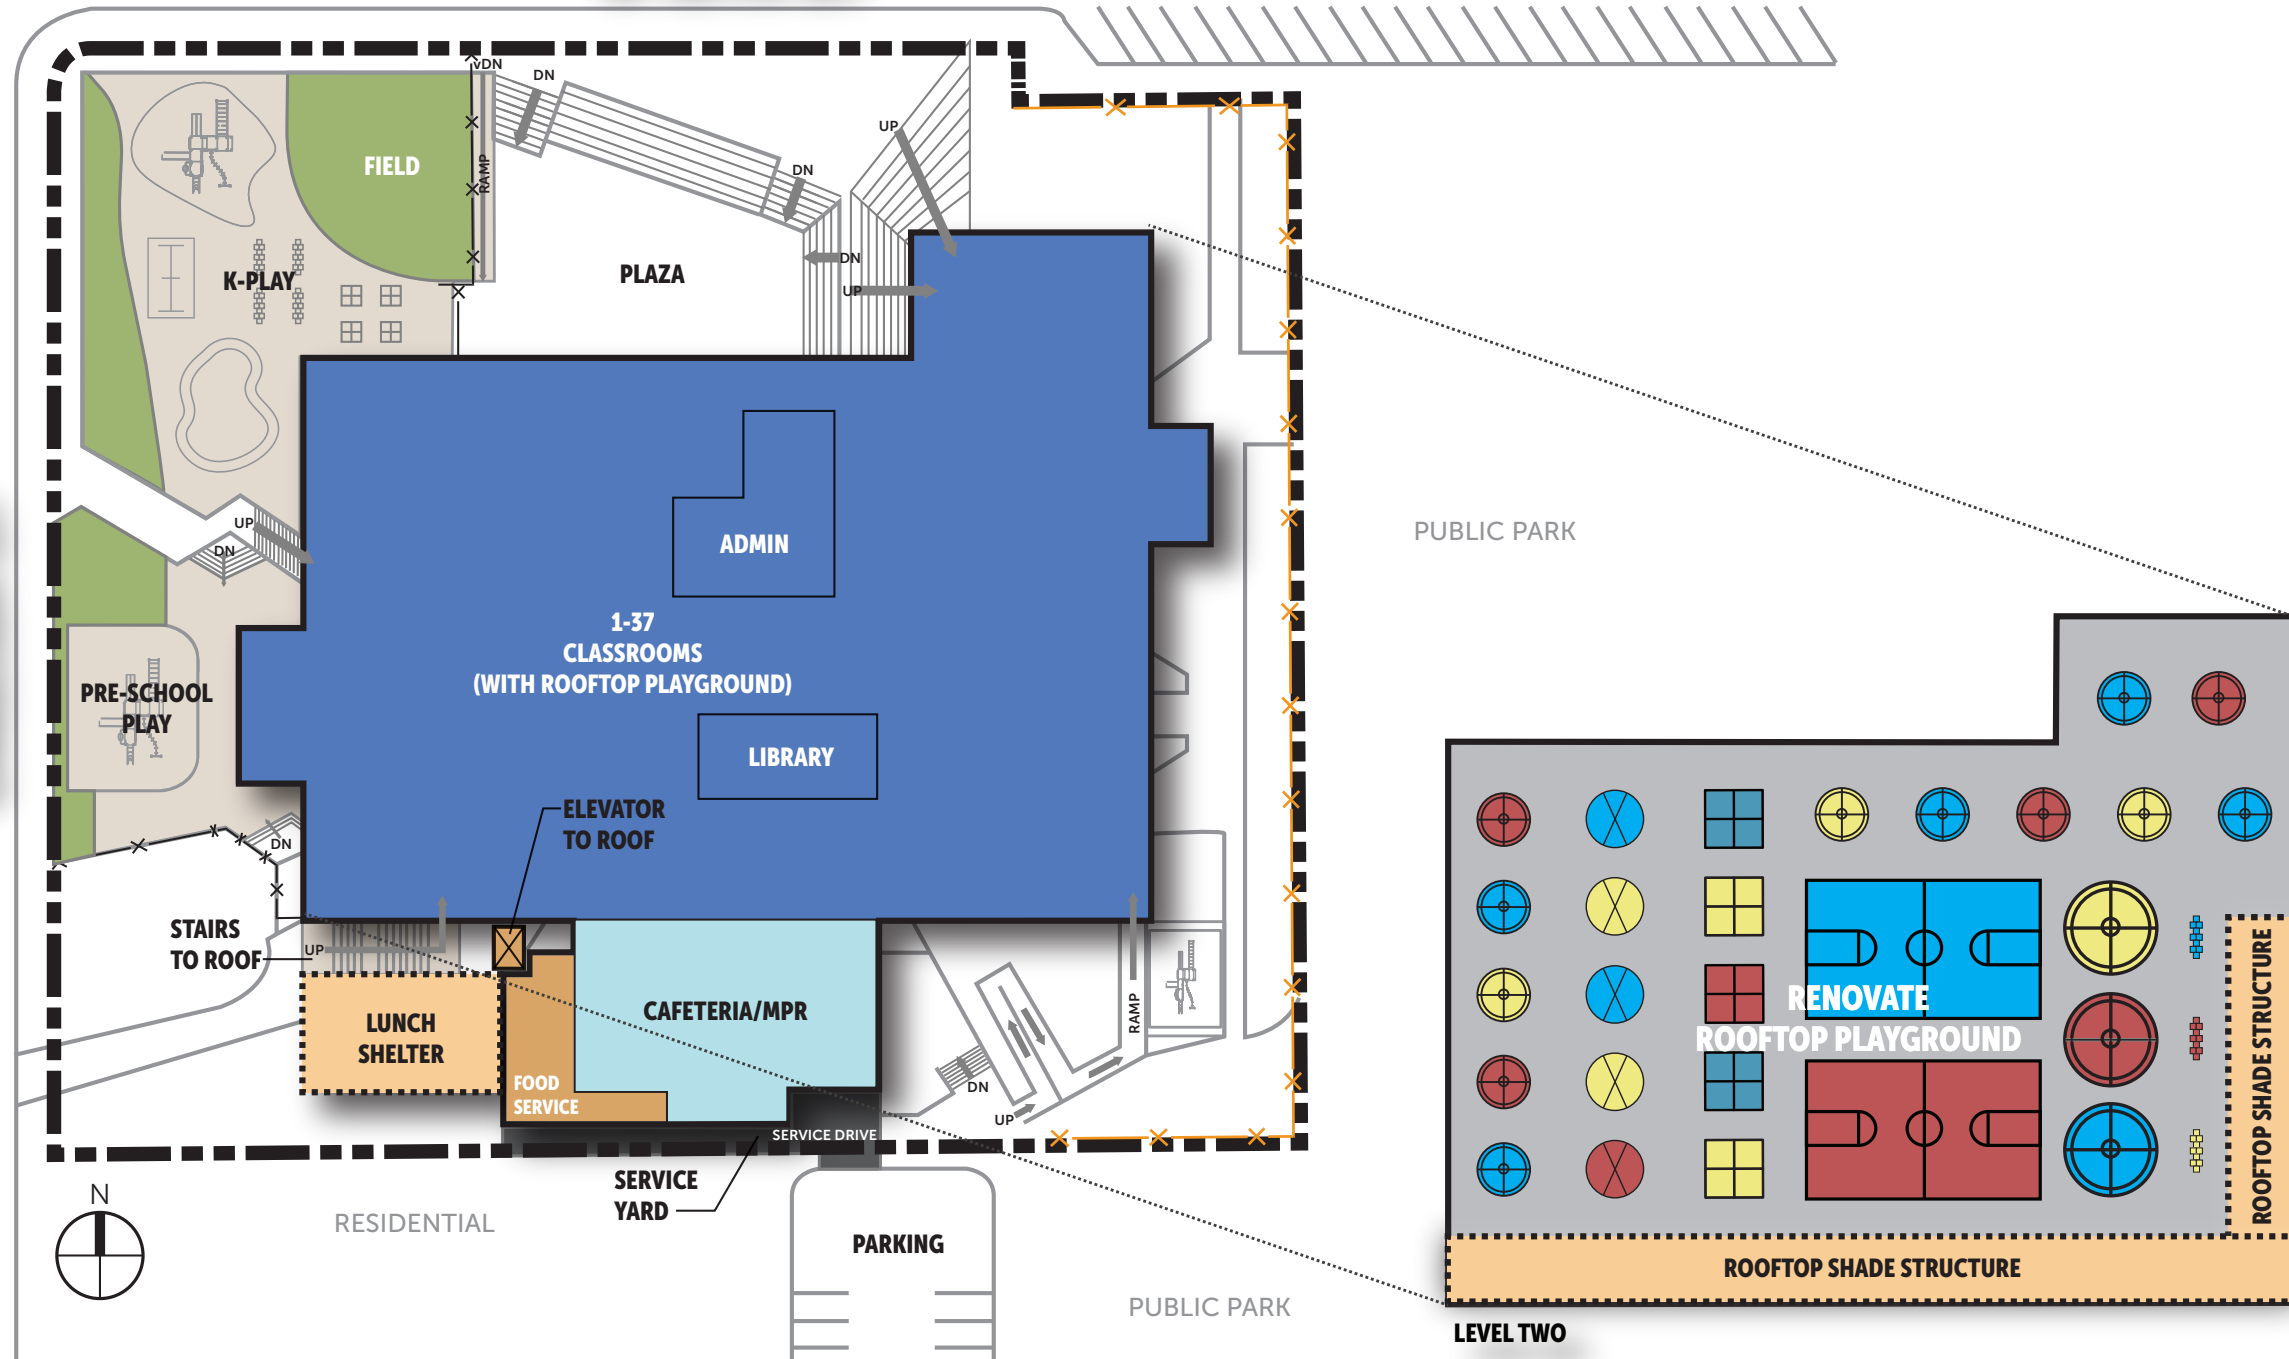 vDN
DN
UP
DN
RAMP
FIELD
DN
UP
PLAZA
K-PLAY
UP
DN
PUBLIC PARK
ADMIN
1-37
CLASSROOMS
(WITH ROOFTOP PLAYGROUND)
PRE-SCHOOL
PLAY
LIBRARY
ELEVATOR
TO ROOF
DN
STAIRS
TO ROOF
UP
LUNCH
SHELTER
CAFETERIA/MPR
FOOD
SERVICE
RAMP
DN
UP
SERVICE DRIVE
SERVICE
YARD
N
RESIDENTIAL
PARKING
PUBLIC PARK
RENOVATE
ROOFTOP PLAYGROUND
ROOFTOP SHADE STRUCTURE
ROOFTOP SHADE STRUCTURE
LEVEL TWO